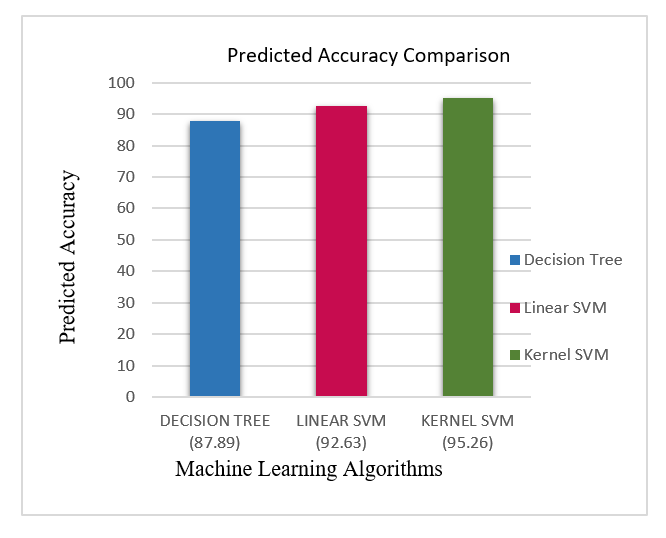 Predicted Accuracy Comparison
Predicted Accuracy
100
90
80
70
60
50
40
30
20
10
0
Decision Tree
Linear SVM
Kernel SVM
DECISION TREE LINEAR SVM KERNEL SVM
(87.89) (92.63) (95.26)
Machine Learning Algorithms